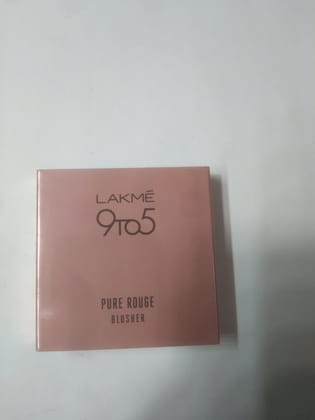 LAKMÉ
9TO5
PURE ROUGE
BLUSHER